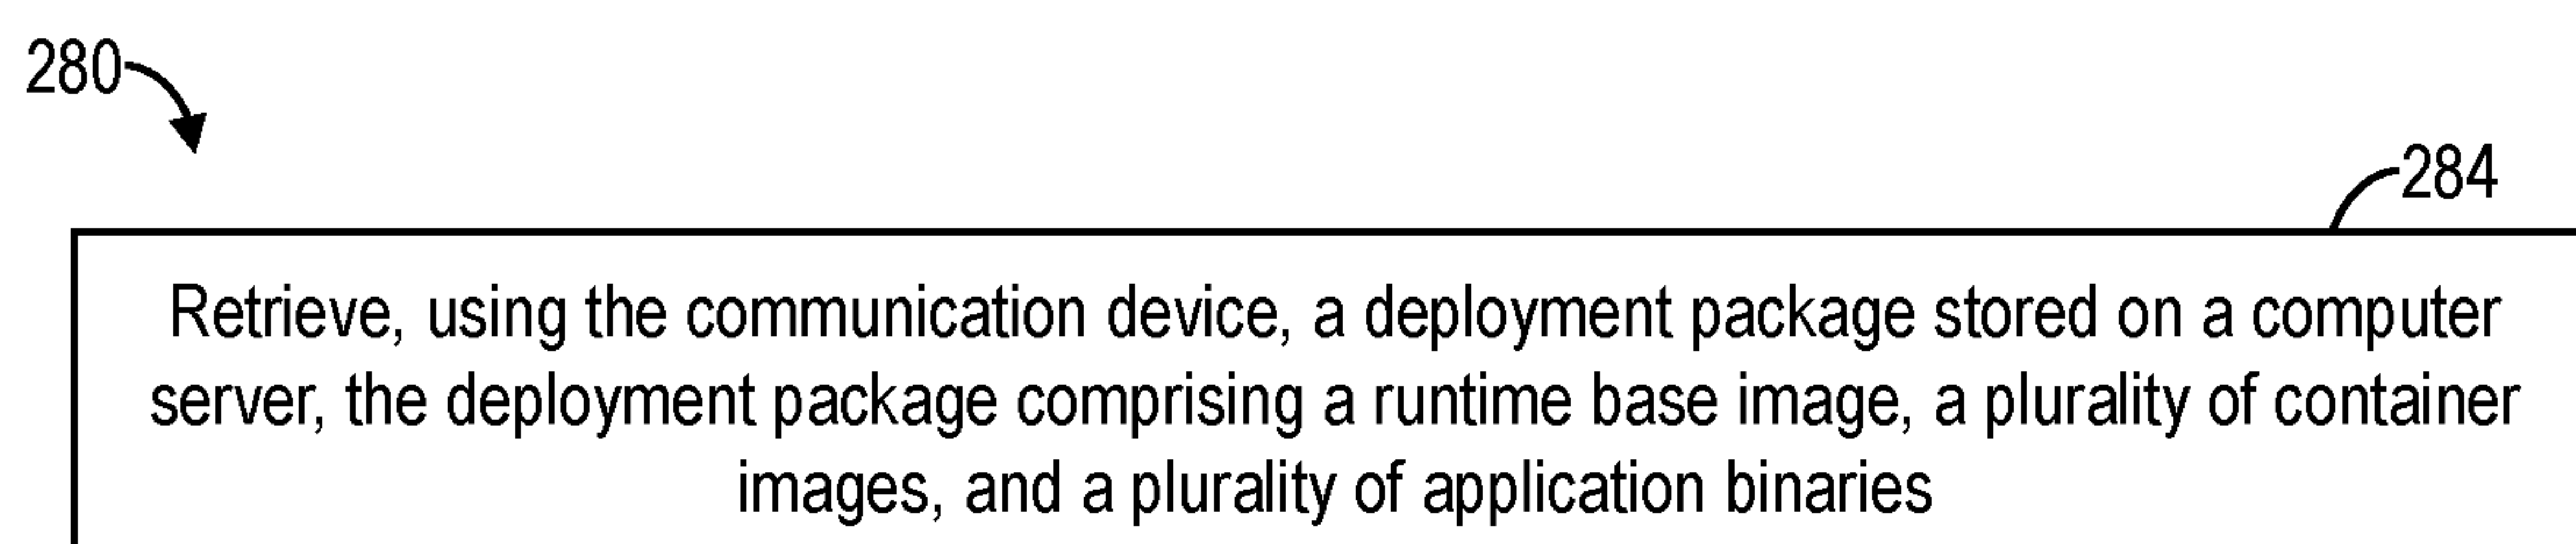 280
284
Retrieve, using the communication device, a deployment package stored on a computer
server, the deployment package comprising a runtime base image, a plurality of container
images, and a plurality of application binaries